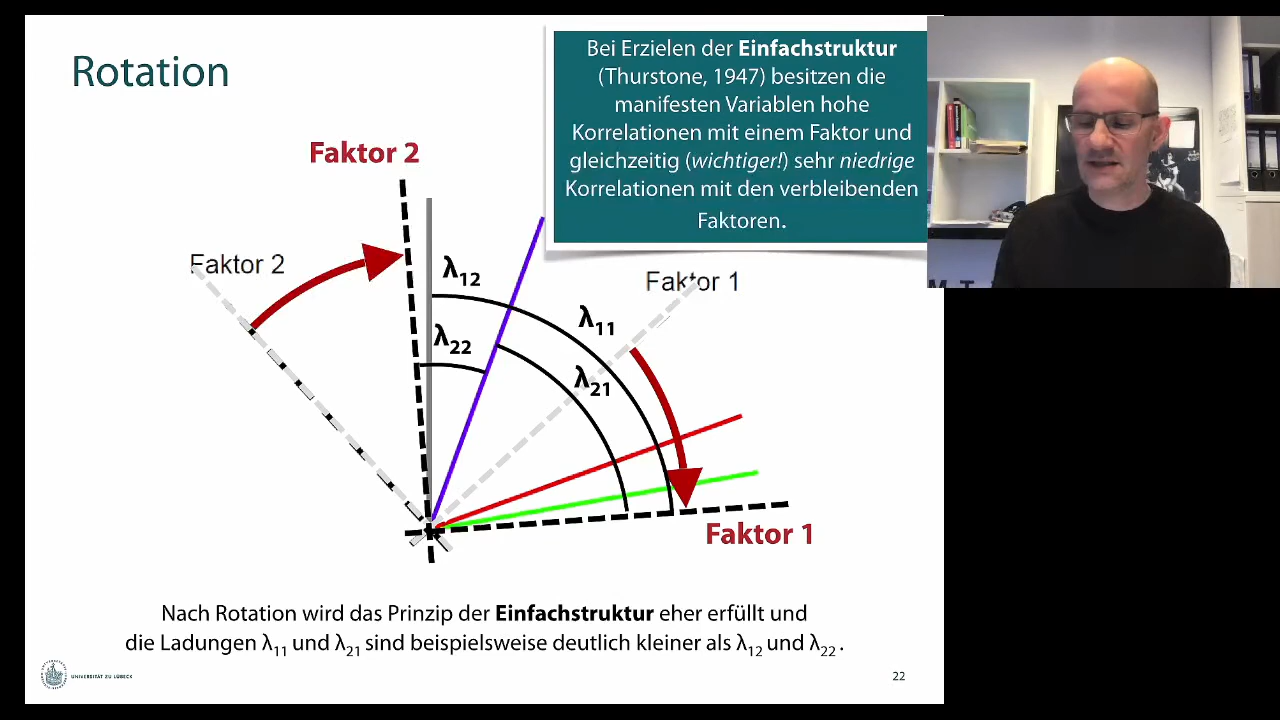 Rotation
Bei Erzielen der Einfachstruktur
(Thurstone, 1947) besitzen die
manifesten Variablen hohe
Korrelationen mit einem Faktor und
gleichzeitig (wichtiger!) sehr niedrige
Korrelationen mit den verbleibenden
Faktoren.
Faktor 2
Faktor 2
Faktor 1
λ12
λ11
λ22
λ21
Faktor 1
Nach Rotation wird das Prinzip der Einfachstruktur eher erfüllt und
die Ladungen λ11 und λ21 sind beispielsweise deutlich kleiner als λ12 und λ22 .
UNIVERSITÄT ZU LÜBECK
22